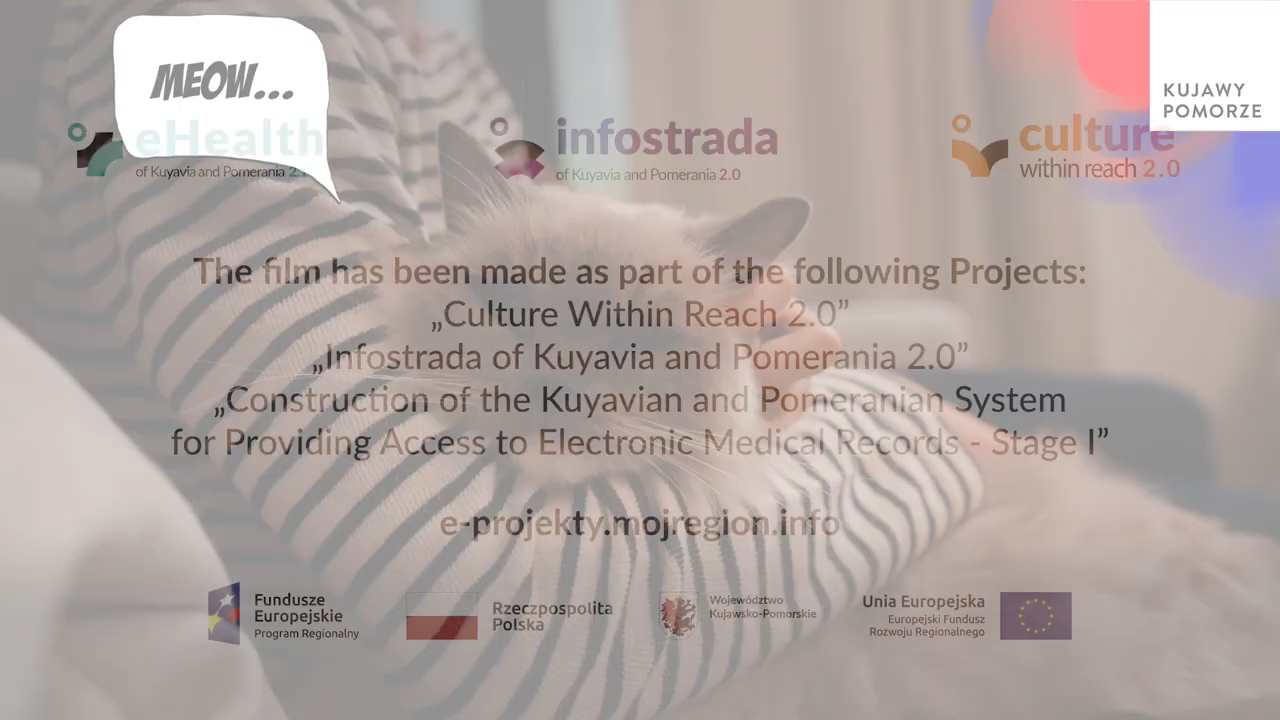 MEOW...
KUJAWY
POMORZE
eHealth
of Kuyavia and Pomerania 2.1
infostrada
of Kuyavia and Pomerania 2.0
culture
within reach 2.0
The film has been made as part of the following Projects:
„Culture Within Reach 2.0”
„Infostrada of Kuyavia and Pomerania 2.0”
„Construction of the Kuyavian and Pomeranian System
for Providing Access to Electronic Medical Records - Stage I”
e-projekty.mojregion.info
Fundusze
Europejskie
Program Regionalny
Rzeczpospolita
Polska
Województwo
Kujawsko-Pomorskie
Unia Europejska
Europejski Fundusz
Rozwoju Regionalnego